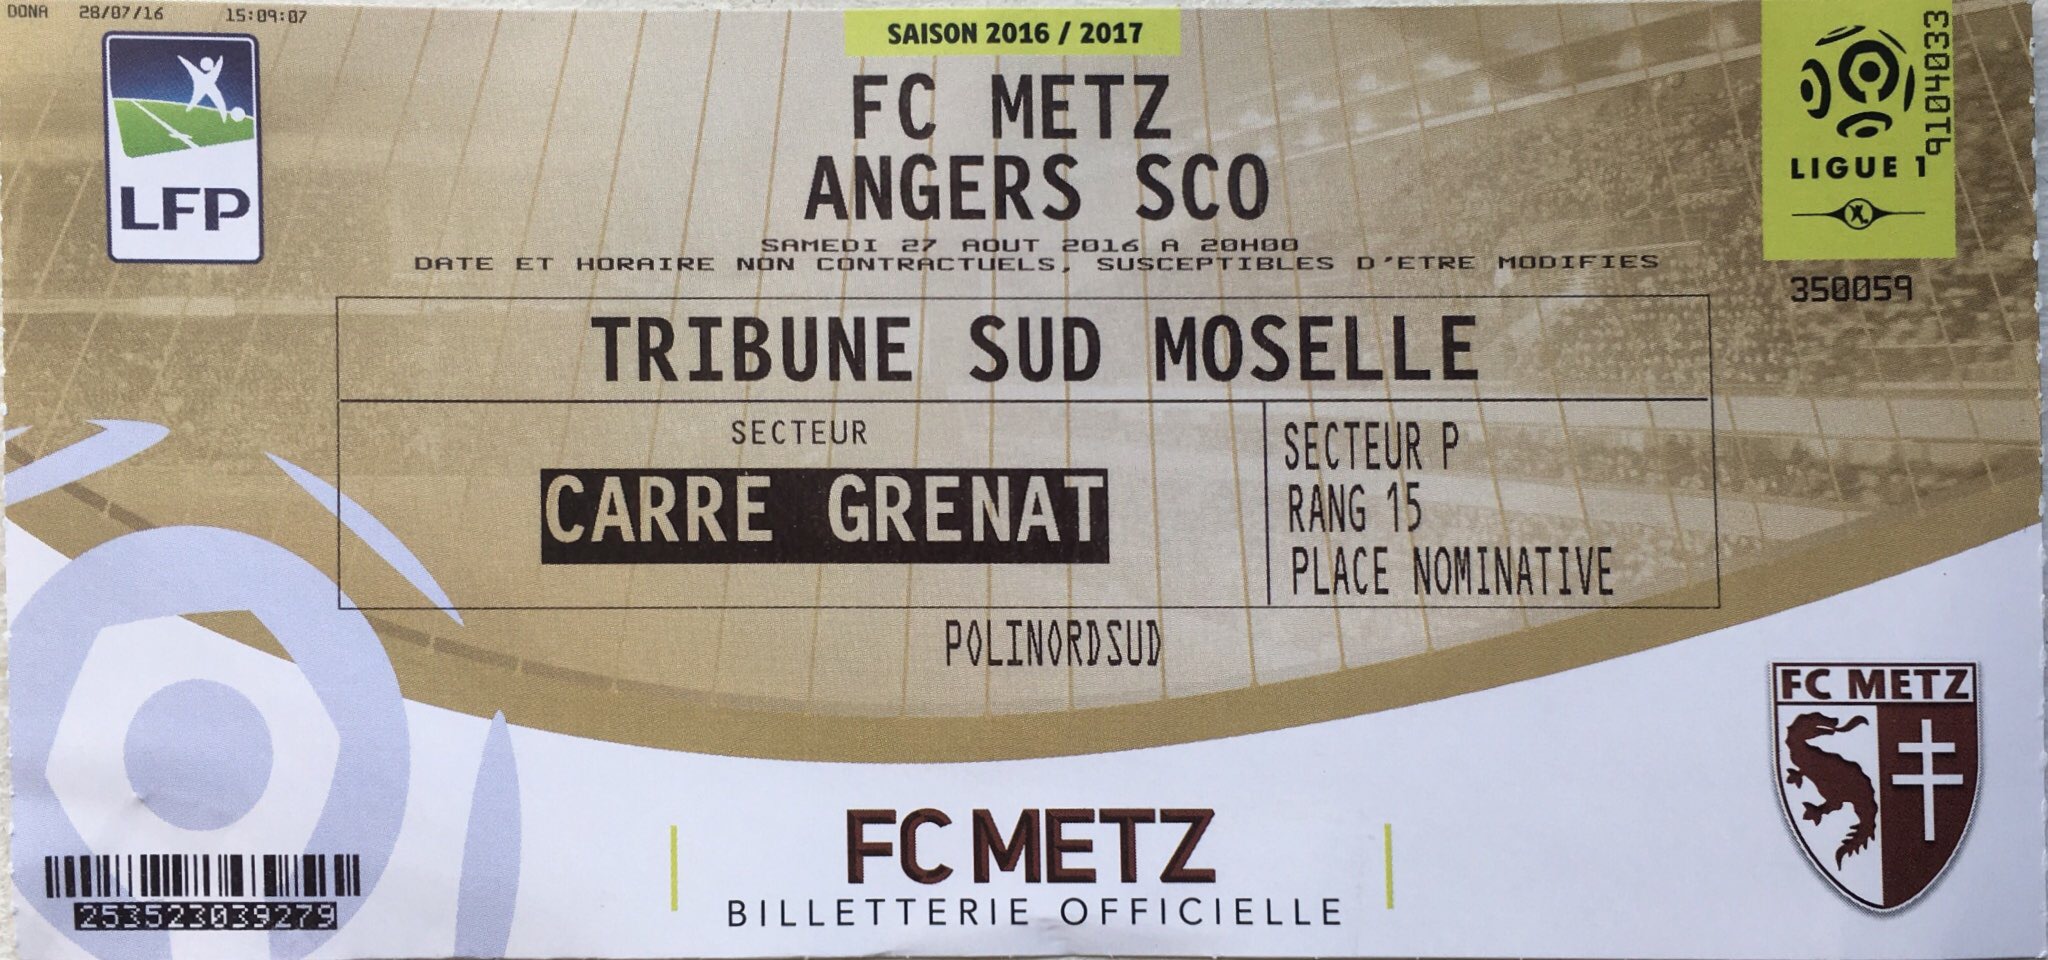 DONA 28/07/16 15:09:07
SAISON 2016 / 2017
LFP
FC METZ
ANGERS SCO
SAMEDI 27 AOUT 2016 A 20H00
DATE ET HORAIRE NON CONTRACTUELS, SUSCEPTIBLES D'ETRE MODIFIES
LIGUE 1
9104033
350059
TRIBUNE SUD MOSELLE
SECTEUR
CARRE GRENAT
SECTEUR P
RANG 15
PLACE NOMINATIVE
POLINORDSUD
FC METZ
FC METZ
BILLETTERIE OFFICIELLE
253523039279